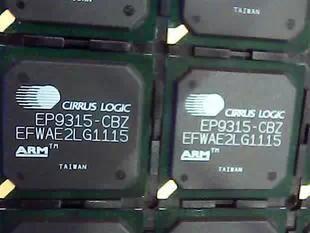 TAIWAN
CIRRUS LOGIC
EP9315-CBZ
EFWAE2LG1115
ARM™
TAIWAN
CIRRUS LOGIC
EP9315-CBZ
EFWAE2LG1115
ARM™
TAIWAN